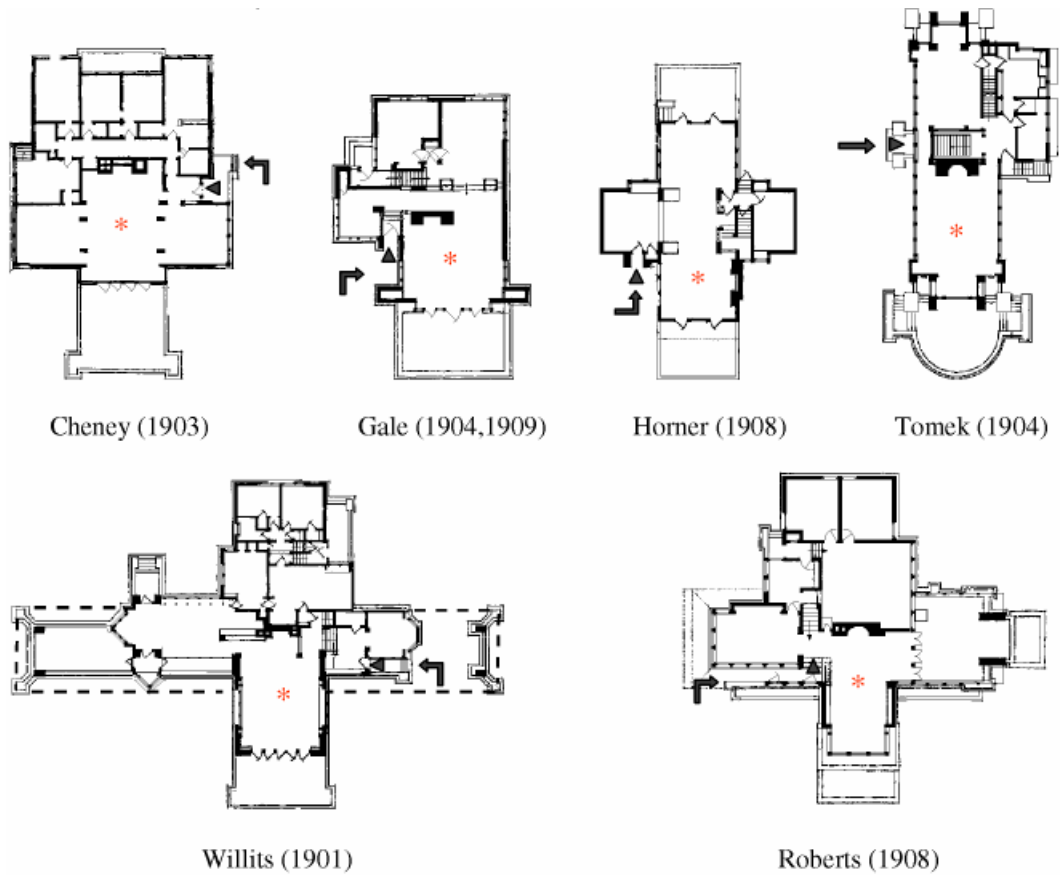 Cheney (1903)
Gale (1904,1909)
Horner (1908)
Tomek (1904)
Willits (1901)
Roberts (1908)